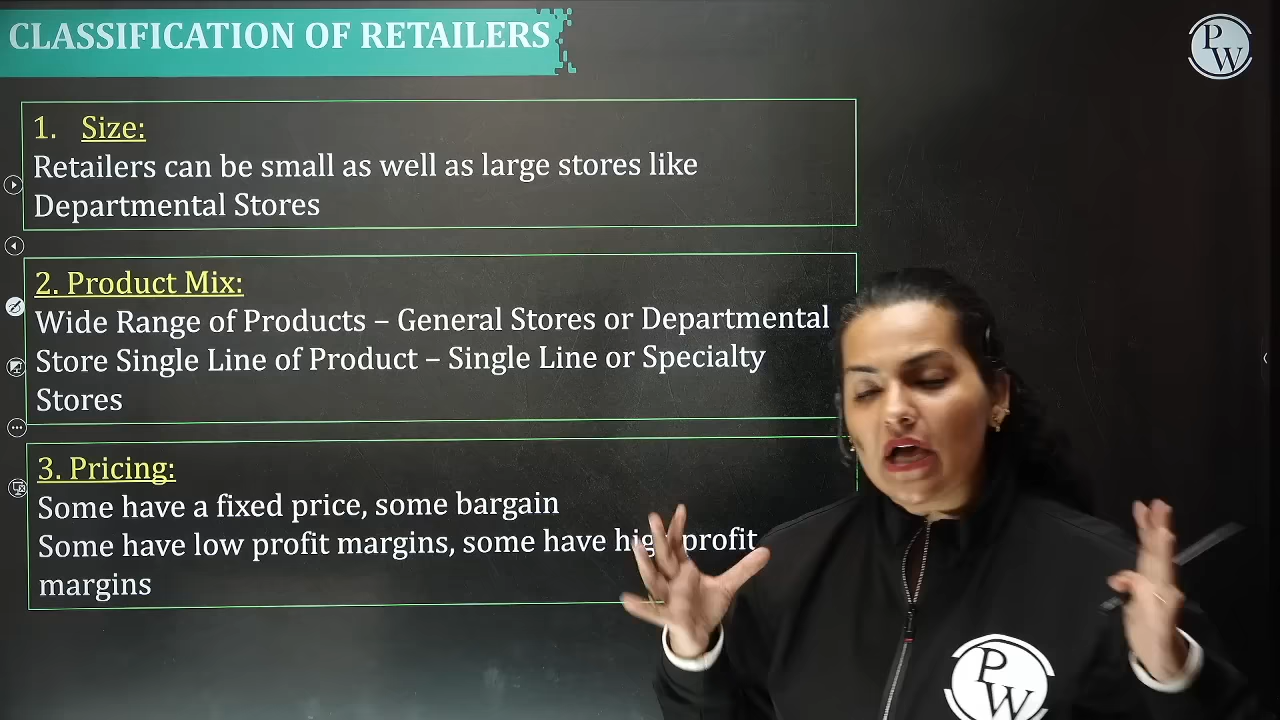 CLASSIFICATION OF RETAILERS
PW
1. Size:
Retailers can be small as well as large stores like
Departmental Stores
2. Product Mix:
Wide Range of Products – General Stores or Departmental
Store Single Line of Product – Single Line or Specialty
Stores
3. Pricing:
Some have a fixed price, some bargain
Some have low profit margins, some have high profit
margins
PW